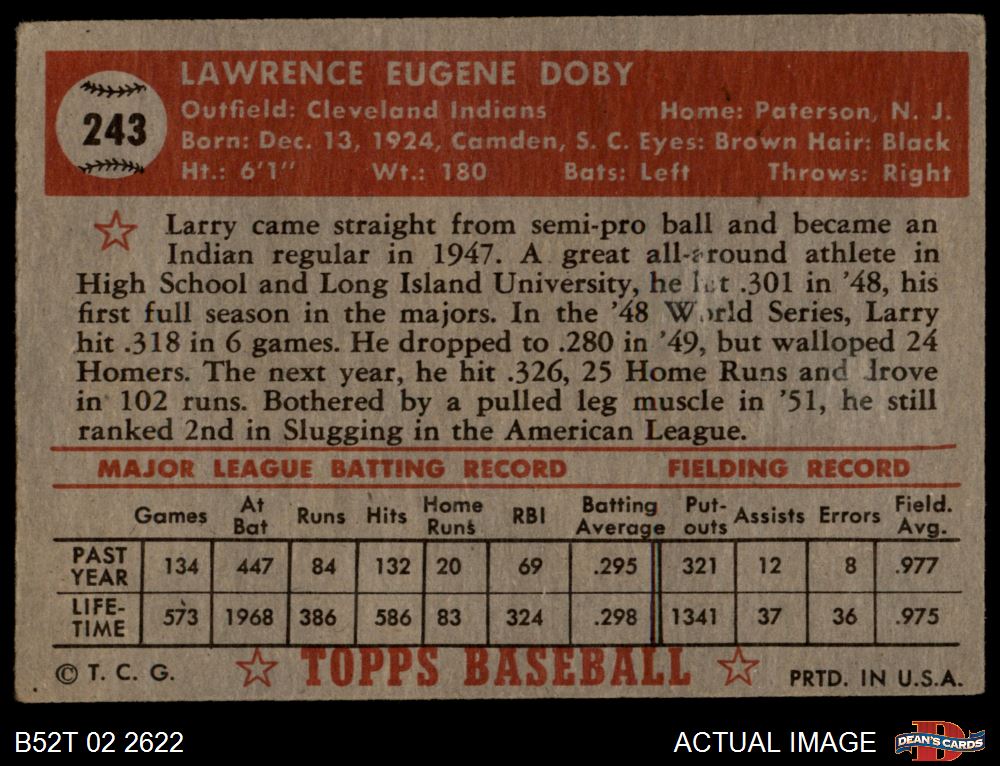 243
LAWRENCE EUGENE DOBY
Outfield: Cleveland Indians Home: Paterson, N. J.
Born: Dec. 13, 1924, Camden, S. C. Eyes: Brown Hair: Black
Ht.: 6'1" Wt.: 180 Bats: Left Throws: Right
Larry came straight from semi-pro ball and became an
Indian regular in 1947. A great all-around athlete in
High School and Long Island University, he hit .301 in '48, his
first full season in the majors. In the '48 World Series, Larry
hit .318 in 6 games. He dropped to .280 in '49, but walloped 24
Homers. The next year, he hit .326, 25 Home Runs and drove
in 102 runs. Bothered by a pulled leg muscle in '51, he still
ranked 2nd in Slugging in the American League.
MAJOR LEAGUE BATTING RECORD FIELDING RECORD
Games At Bat Runs Hits Home Runs RBI Batting Average Put-outs Assists Errors Field. Avg.
PAST YEAR 134 447 84 132 20 69 .295 321 12 8 .977
LIFE-TIME 573 1968 386 586 83 324 .298 1341 37 36 .975
© T. C. G. TOPPS BASEBALL PRTD. IN U.S.A.
B52T 02 2622 ACTUAL IMAGE DEAN'S CARDS